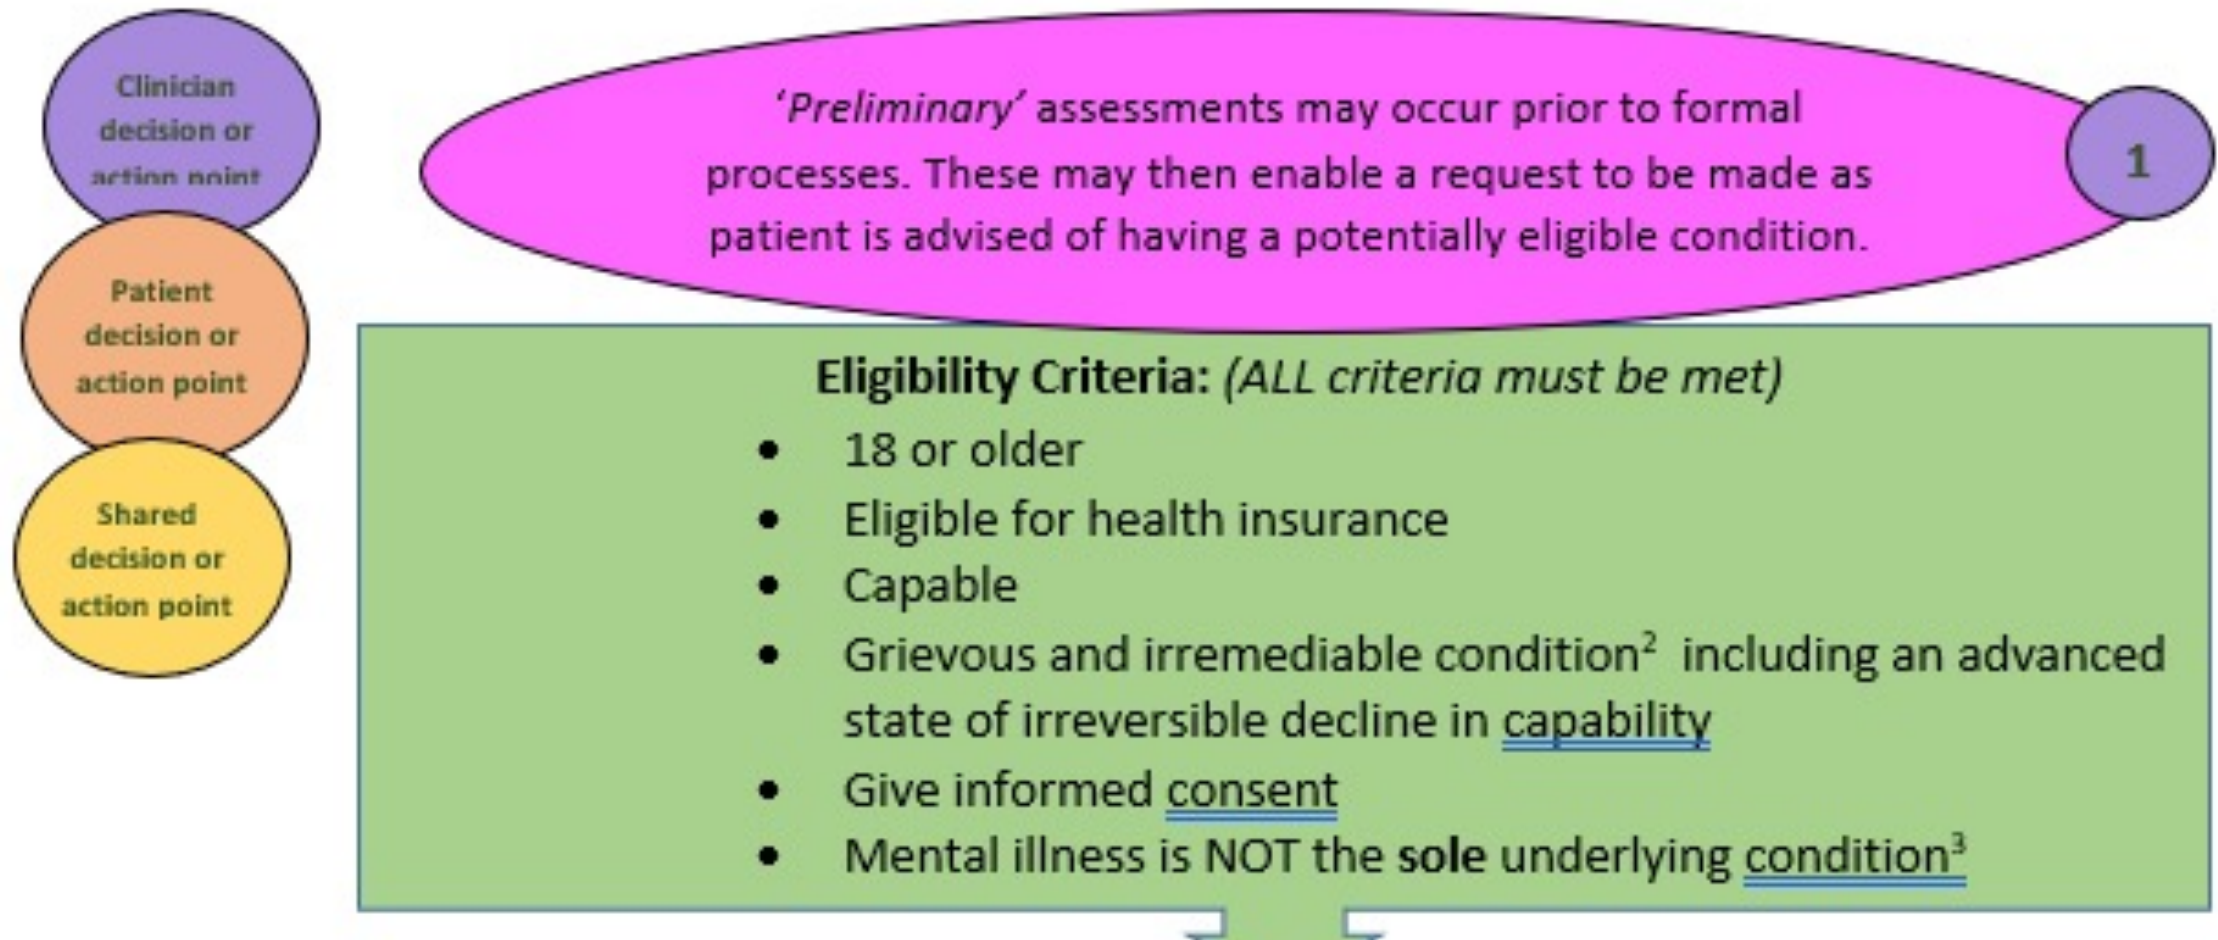 Clinician
decision or
action point
Patient
decision or
action point
Shared
decision or
action point
‘Preliminary’ assessments may occur prior to formal
processes. These may then enable a request to be made as
patient is advised of having a potentially eligible condition.
1
Eligibility Criteria: (ALL criteria must be met)
• 18 or older
• Eligible for health insurance
• Capable
• Grievous and irremediable condition² including an advanced
state of irreversible decline in capability
• Give informed consent
• Mental illness is NOT the sole underlying condition³